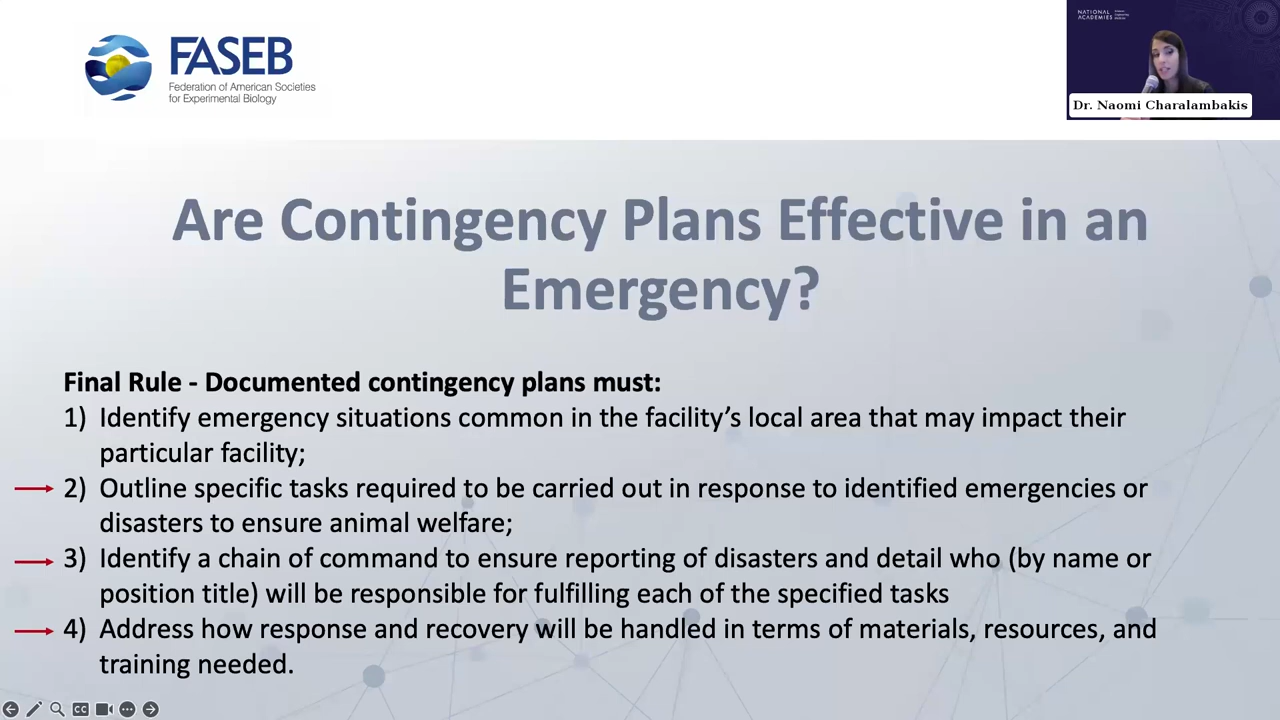 FASEB
Federation of American Societies
for Experimental Biology
NATIONAL
ACADEMIES
Dr. Naomi Charalambakis
Are Contingency Plans Effective in an
Emergency?
Final Rule - Documented contingency plans must:
1) Identify emergency situations common in the facility’s local area that may impact their
particular facility;
2) Outline specific tasks required to be carried out in response to identified emergencies or
disasters to ensure animal welfare;
3) Identify a chain of command to ensure reporting of disasters and detail who (by name or
position title) will be responsible for fulfilling each of the specified tasks
4) Address how response and recovery will be handled in terms of materials, resources, and
training needed.
CC